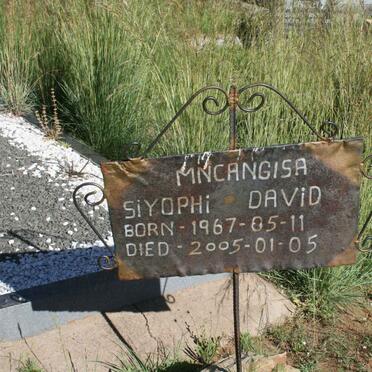 MNCANGISA
SIYOPHI DAVID
BORN - 1967-05-11
DIED - 2005-01-05